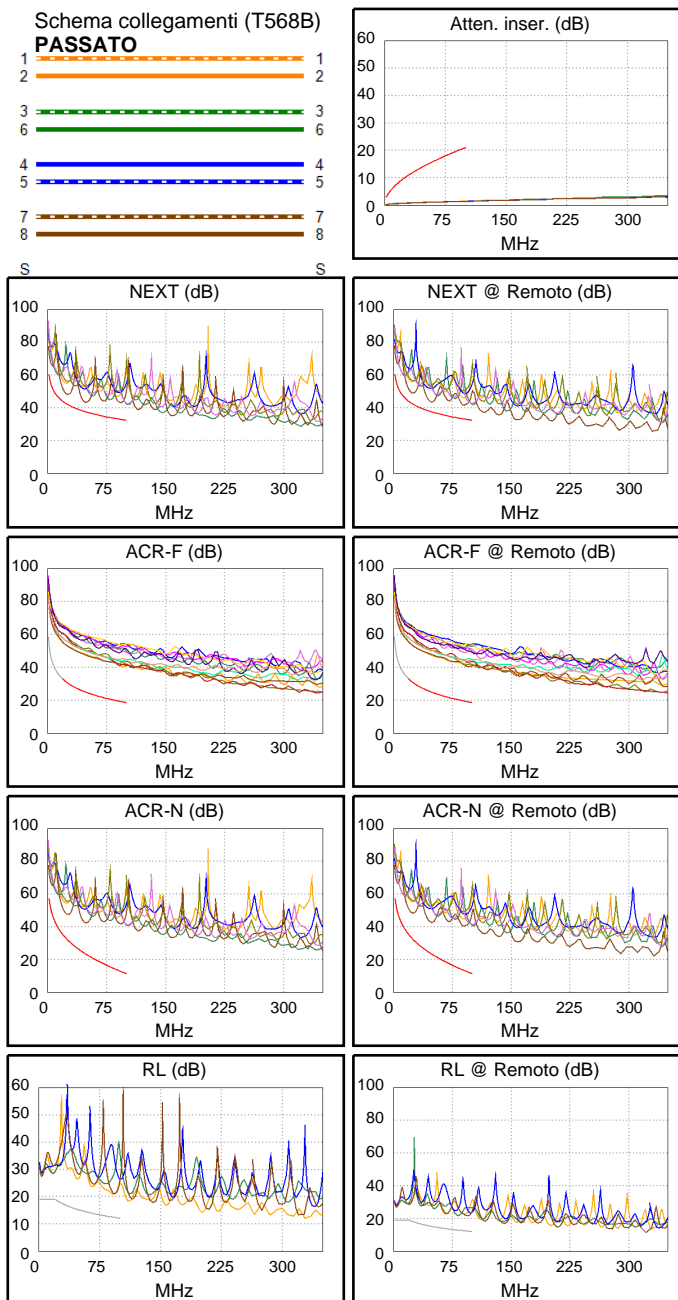 Schema collegamenti (T568B)
PASSATO
1 1
2 2
3 3
6 6
4 4
5 5
7 7
8 8
S S
Atten. inser. (dB)
60
50
40
30
20
10
0
0 75 150 225 300
MHz
NEXT (dB)
100
80
60
40
20
0
0 75 150 225 300
MHz
NEXT @ Remoto (dB)
100
80
60
40
20
0
0 75 150 225 300
MHz
ACR-F (dB)
100
80
60
40
20
0
0 75 150 225 300
MHz
ACR-F @ Remoto (dB)
100
80
60
40
20
0
0 75 150 225 300
MHz
ACR-N (dB)
100
80
60
40
20
0
0 75 150 225 300
MHz
ACR-N @ Remoto (dB)
100
80
60
40
20
0
0 75 150 225 300
MHz
RL (dB)
60
50
40
30
20
10
0
0 75 150 225 300
MHz
RL @ Remoto (dB)
100
80
60
40
20
0
0 75 150 225 300
MHz